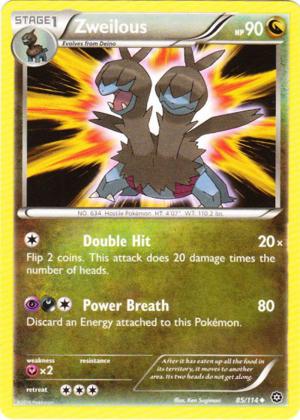 STAGE1
Zweilous
HP90
Evolves from Deino
NO. 634 Hostile Pokémon HT: 4'07" WT: 110.2 lbs.
Double Hit 20×
Flip 2 coins. This attack does 20 damage times the
number of heads.
Power Breath 80
Discard an Energy attached to this Pokémon.
weakness
×2
resistance
retreat
After it has eaten up all the food in
its territory, it moves to another
area. Its two heads do not get along.
Illus. Ken Sugimori
85/114